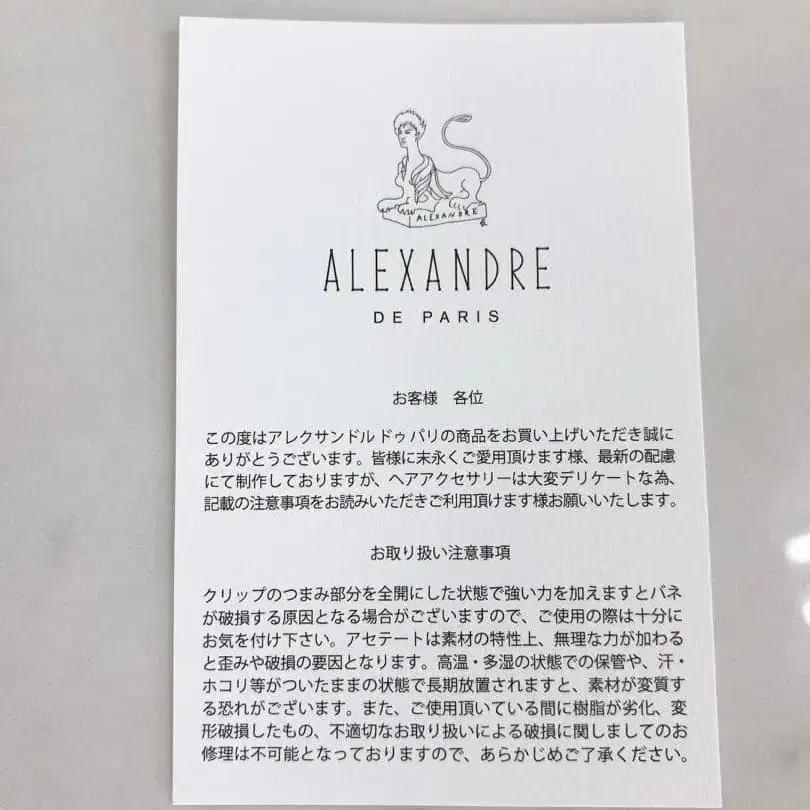 ALEXANDRE
ALEXANDRE
DE PARIS
お客様　各位
この度はアレクサンドル ドゥ パリの商品をお買い上げいただき誠に
ありがとうございます。皆様に末永くご愛用頂けます様、最新の配慮
にて制作しておりますが、ヘアアクセサリーは大変デリケートな為、
記載の注意事項をお読みいただきご利用頂けます様お願いいたします。
お取り扱い注意事項
クリップのつまみ部分を全開にした状態で強い力を加えますとバネ
が破損する原因となる場合がございますので、ご使用の際は十分に
お気を付け下さい。アセテートは素材の特性上、無理な力が加わる
と歪みや破損の要因となります。高温・多湿の状態での保管や、汗・
ホコリ等がついたままの状態で長期放置されますと、素材が変質す
る恐れがございます。また、ご使用頂いている間に樹脂が劣化、変
形破損したもの、不適切なお取り扱いによる破損に関しましてのお
修理は不可能となっておりますので、あらかじめご了承ください。